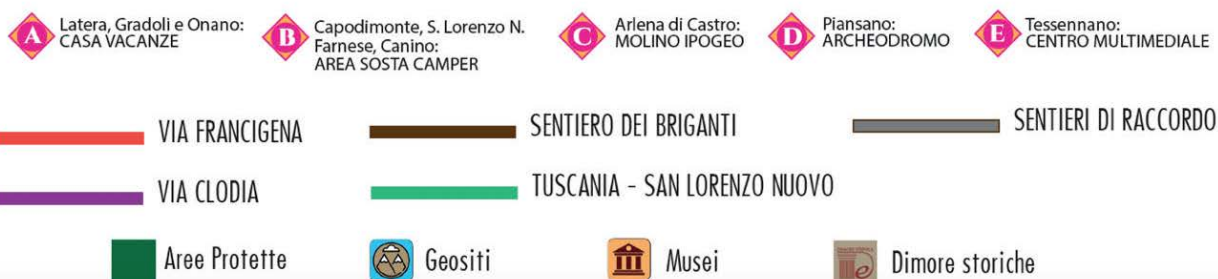 A Latera, Gradoli e Onano:
CASA VACANZE
B Capodimonte, S. Lorenzo N.
Farnese, Canino:
AREA SOSTA CAMPER
C Arlena di Castro:
MOLINO IPOGEO
D Piansano:
ARCHEODROMO
E Tessennano:
CENTRO MULTIMEDIALE
VIA FRANCIGENA
SENTIERO DEI BRIGANTI
SENTIERI DI RACCORDO
VIA CLODIA
TUSCANIA - SAN LORENZO NUOVO
Aree Protette
Geositi
Musei
Dimore storiche